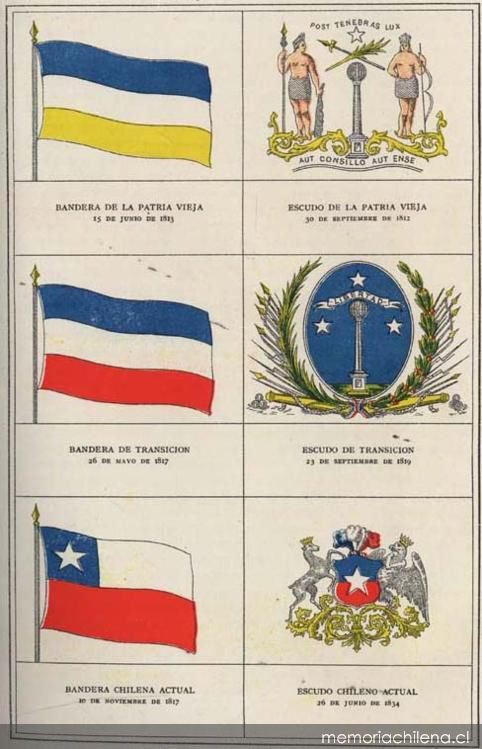 POST TENEBRAS LUX
AUT CONSILLO AUT ENSE
BANDERA DE LA PATRIA VIEJA
15 DE JUNIO DE 1813
ESCUDO DE LA PATRIA VIEJA
30 DE SEPTIEMBRE DE 1812
LIBERTAD
BANDERA DE TRANSICION
26 DE MAYO DE 1817
ESCUDO DE TRANSICION
23 DE SEPTIEMBRE DE 1819
BANDERA CHILENA ACTUAL
10 DE NOVIEMBRE DE 1817
ESCUDO CHILENO ACTUAL
26 DE JUNIO DE 1834
memoriachilena.cl